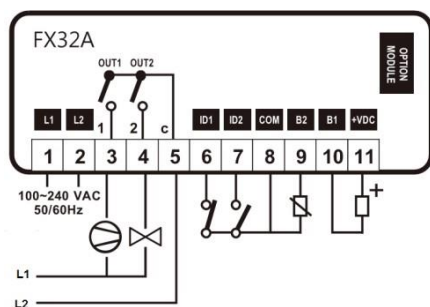 FX32A
OPTION
MODULE
OUT1 OUT2
L1 L2 1 2 C ID1 ID2 COM B2 B1 +VDC
1 2 3 4 5 6 7 8 9 10 11
100~240 VAC
50/60Hz
+
L1
L2